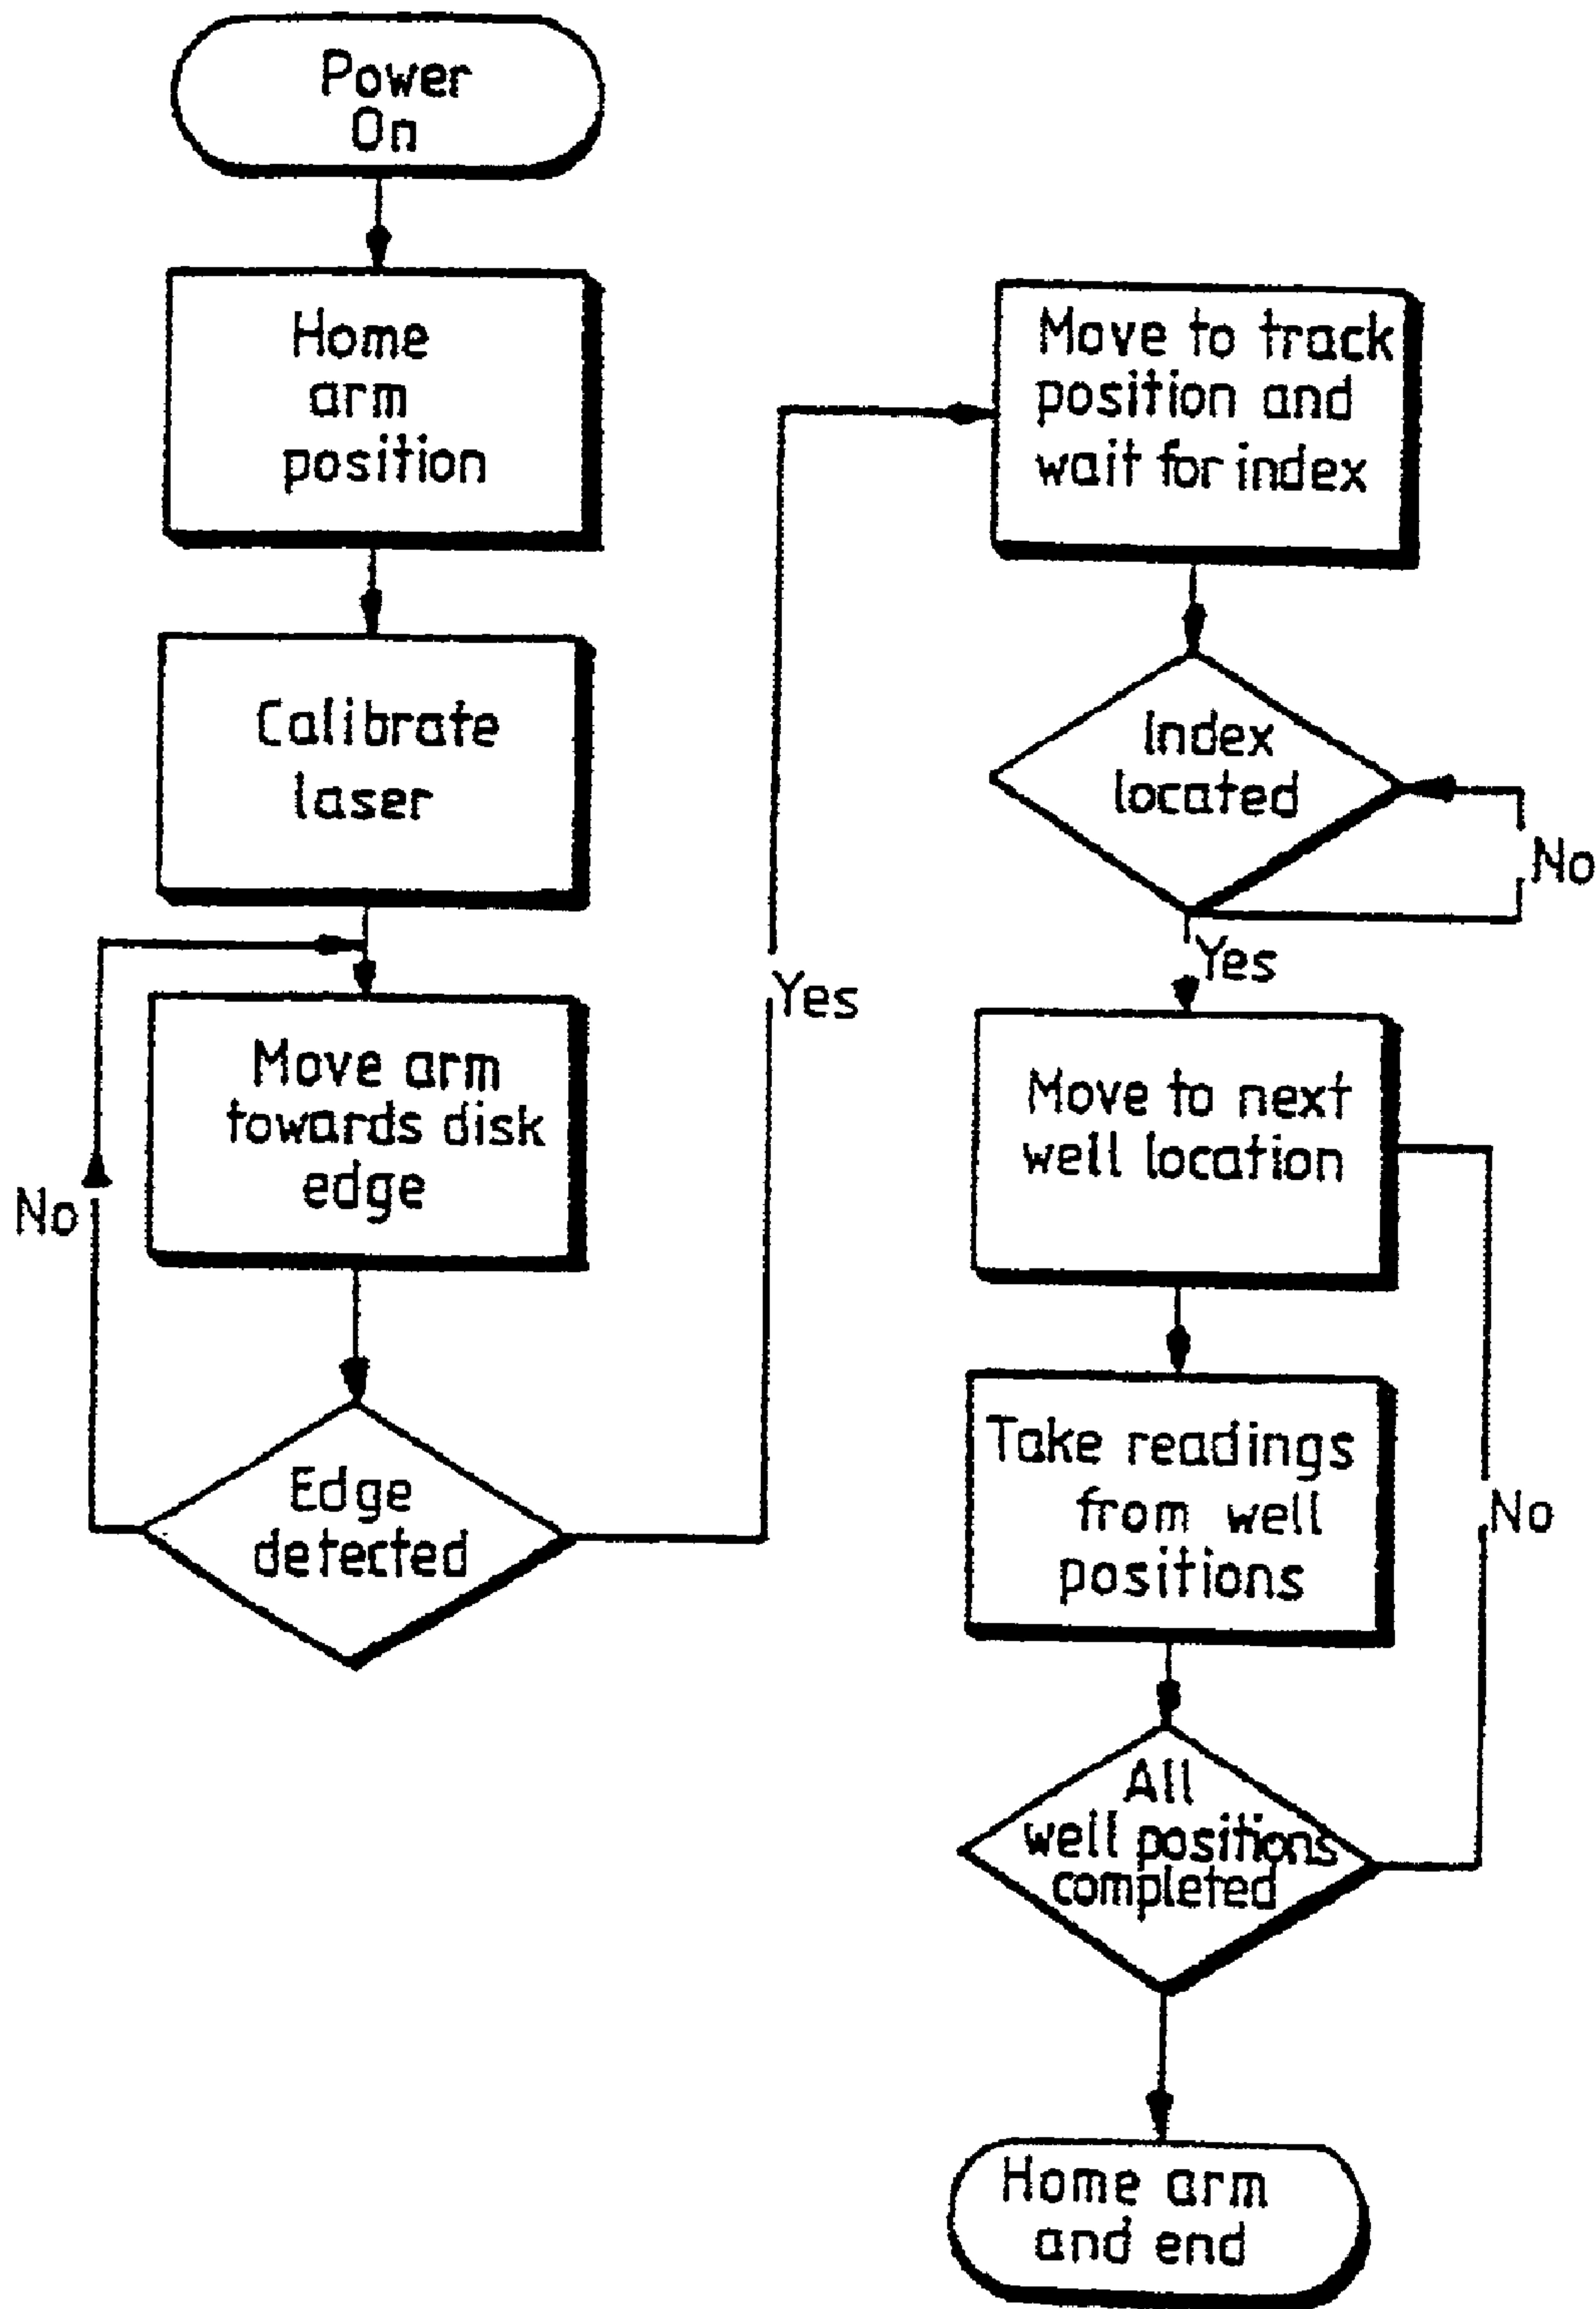 Power
On
Home
arm
position
Calibrate
laser
Move arm
towards disk
edge
No
Edge
detected
Yes
Move to track
position and
wait for index
Index
located
No
Yes
Move to next
well location
Take readings
from well
positions
No
All
well positions
completed
Home arm
and end